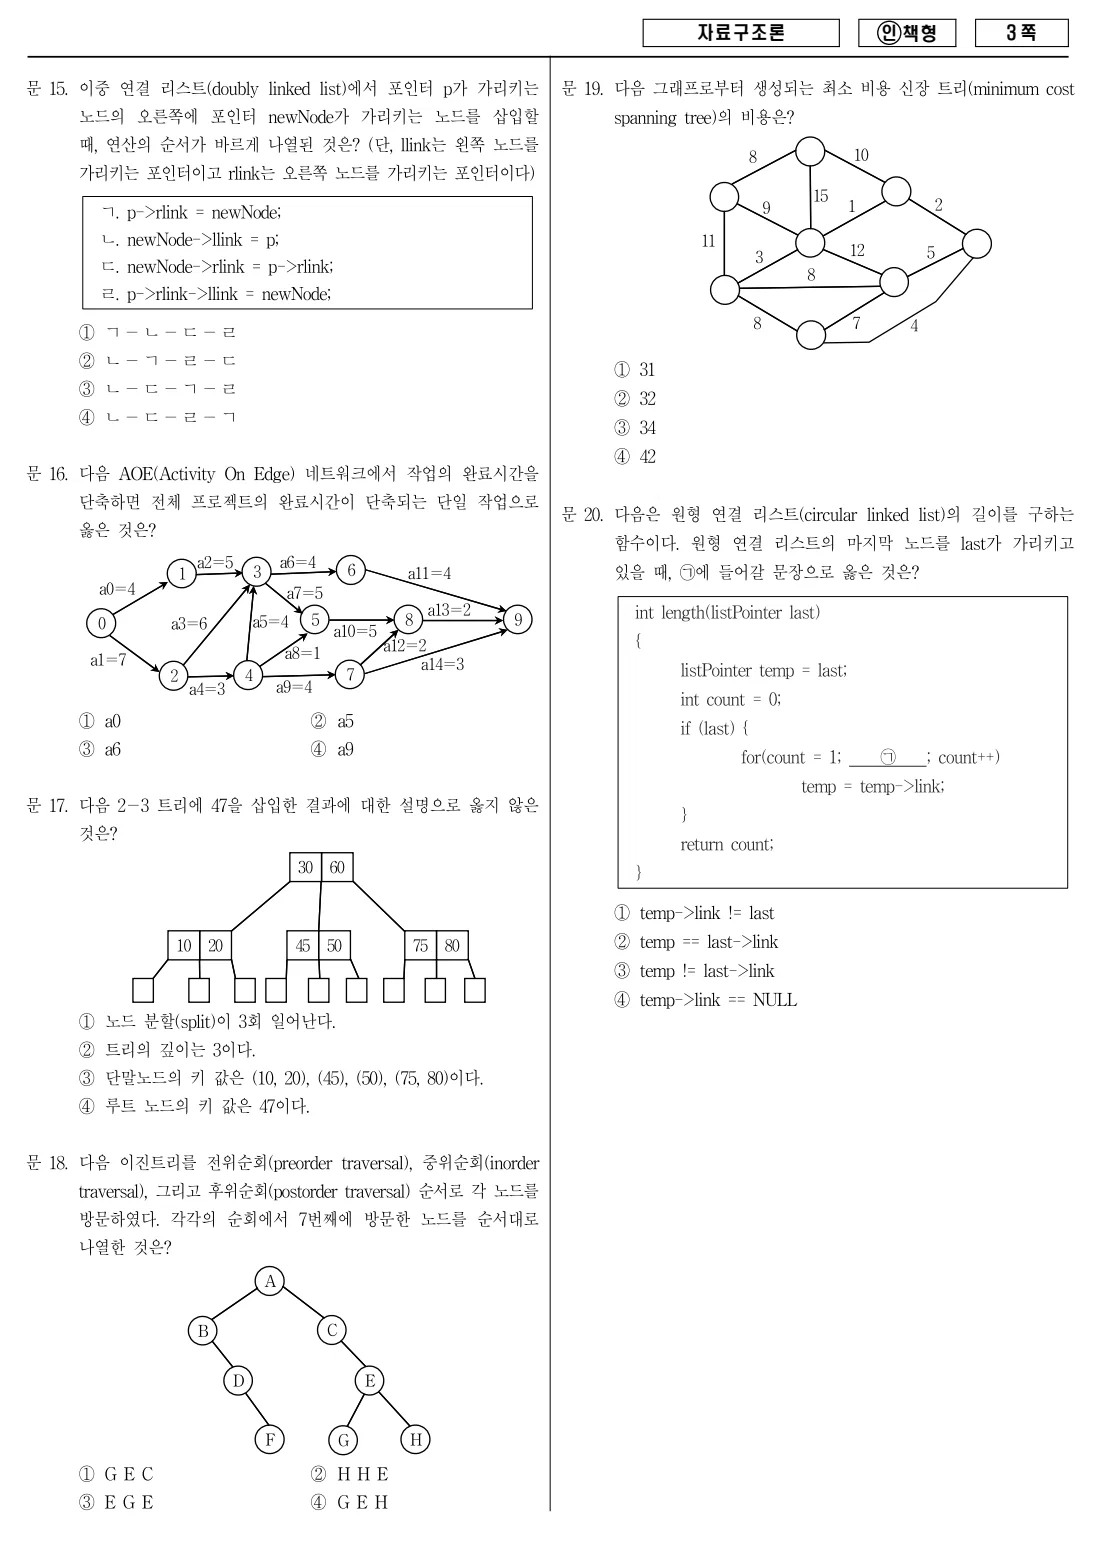 자료구조론
인책형
3쪽
문 15. 이중 연결 리스트(doubly linked list)에서 포인터 p가 가리키는
노드의 오른쪽에 포인터 newNode가 가리키는 노드를 삽입할
때, 연산의 순서가 바르게 나열된 것은? (단, llink는 왼쪽 노드를
가리키는 포인터이고 rlink는 오른쪽 노드를 가리키는 포인터이다)
ㄱ. p->rlink = newNode;
ㄴ. newNode->llink = p;
ㄷ. newNode->rlink = p->rlink;
ㄹ. p->rlink->llink = newNode;
① ㄱ - ㄴ - ㄷ - ㄹ
② ㄴ - ㄱ - ㄹ - ㄷ
③ ㄴ - ㄷ - ㄱ - ㄹ
④ ㄴ - ㄷ - ㄹ - ㄱ
문 16. 다음 AOE(Activity On Edge) 네트워크에서 작업의 완료시간을
단축하면 전체 프로젝트의 완료시간이 단축되는 단일 작업으로
옳은 것은?
a0=4
a1=7
a2=5
a3=6
a4=3
a5=4
a6=4
a7=5
a8=1
a9=4
a10=5
a11=4
a12=2
a13=2
a14=3
0
1
2
3
4
5
6
7
8
9
① a0 ② a5
③ a6 ④ a9
문 17. 다음 2-3 트리에 47을 삽입한 결과에 대한 설명으로 옳지 않은
것은?
30 60
10 20 45 50 75 80
① 노드 분할(split)이 3회 일어난다.
② 트리의 깊이는 3이다.
③ 단말노드의 키 값은 (10, 20), (45), (50), (75, 80)이다.
④ 루트 노드의 키 값은 47이다.
문 18. 다음 이진트리를 전위순회(preorder traversal), 중위순회(inorder
traversal), 그리고 후위순회(postorder traversal) 순서로 각 노드를
방문하였다. 각각의 순회에서 7번째에 방문한 노드를 순서대로
나열한 것은?
A
B C
D E
F G H
① G E C ② H H E
③ E G E ④ G E H
문 19. 다음 그래프로부터 생성되는 최소 비용 신장 트리(minimum cost
spanning tree)의 비용은?
8 10
9 15 1 2
11 3 12 5
8
8 7 4
① 31
② 32
③ 34
④ 42
문 20. 다음은 원형 연결 리스트(circular linked list)의 길이를 구하는
함수이다. 원형 연결 리스트의 마지막 노드를 last가 가리키고
있을 때, ㉠에 들어갈 문장으로 옳은 것은?
int length(listPointer last)
{
listPointer temp = last;
int count = 0;
if (last) {
for(count = 1; ㉠ ; count++)
temp = temp->link;
}
return count;
}
① temp->link != last
② temp == last->link
③ temp != last->link
④ temp->link == NULL